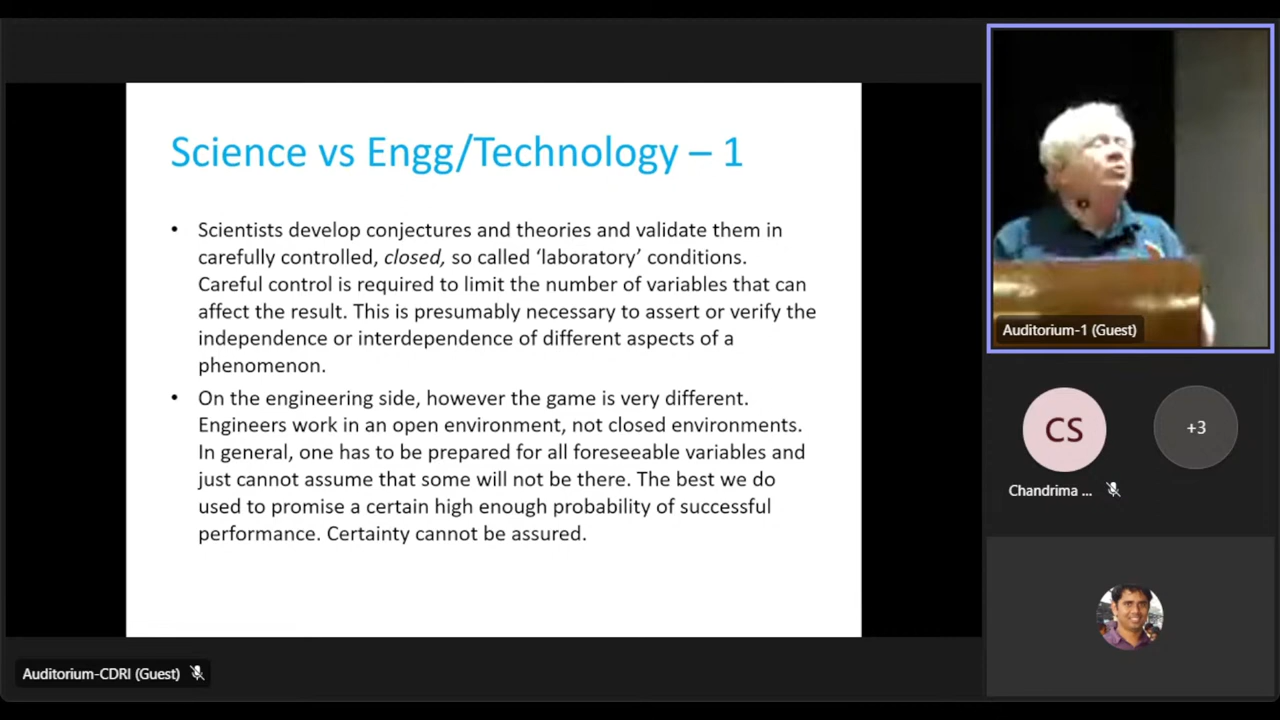 Science vs Engg/Technology – 1
• Scientists develop conjectures and theories and validate them in
carefully controlled, closed, so called ‘laboratory’ conditions.
Careful control is required to limit the number of variables that can
affect the result. This is presumably necessary to assert or verify the
independence or interdependence of different aspects of a
phenomenon.
• On the engineering side, however the game is very different.
Engineers work in an open environment, not closed environments.
In general, one has to be prepared for all foreseeable variables and
just cannot assume that some will not be there. The best we do
used to promise a certain high enough probability of successful
performance. Certainty cannot be assured.
Auditorium-1 (Guest)
CS
+3
Chandrima ...
Auditorium-CDRI (Guest)